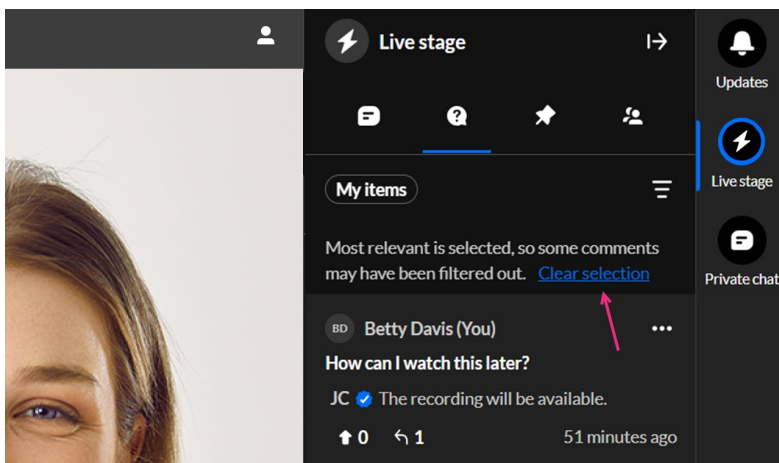 Live stage
My items
Most relevant is selected, so some comments
may have been filtered out. Clear selection
BD Betty Davis (You)
How can I watch this later?
JC The recording will be available.
0 1 51 minutes ago
Updates
Live stage
Private chat